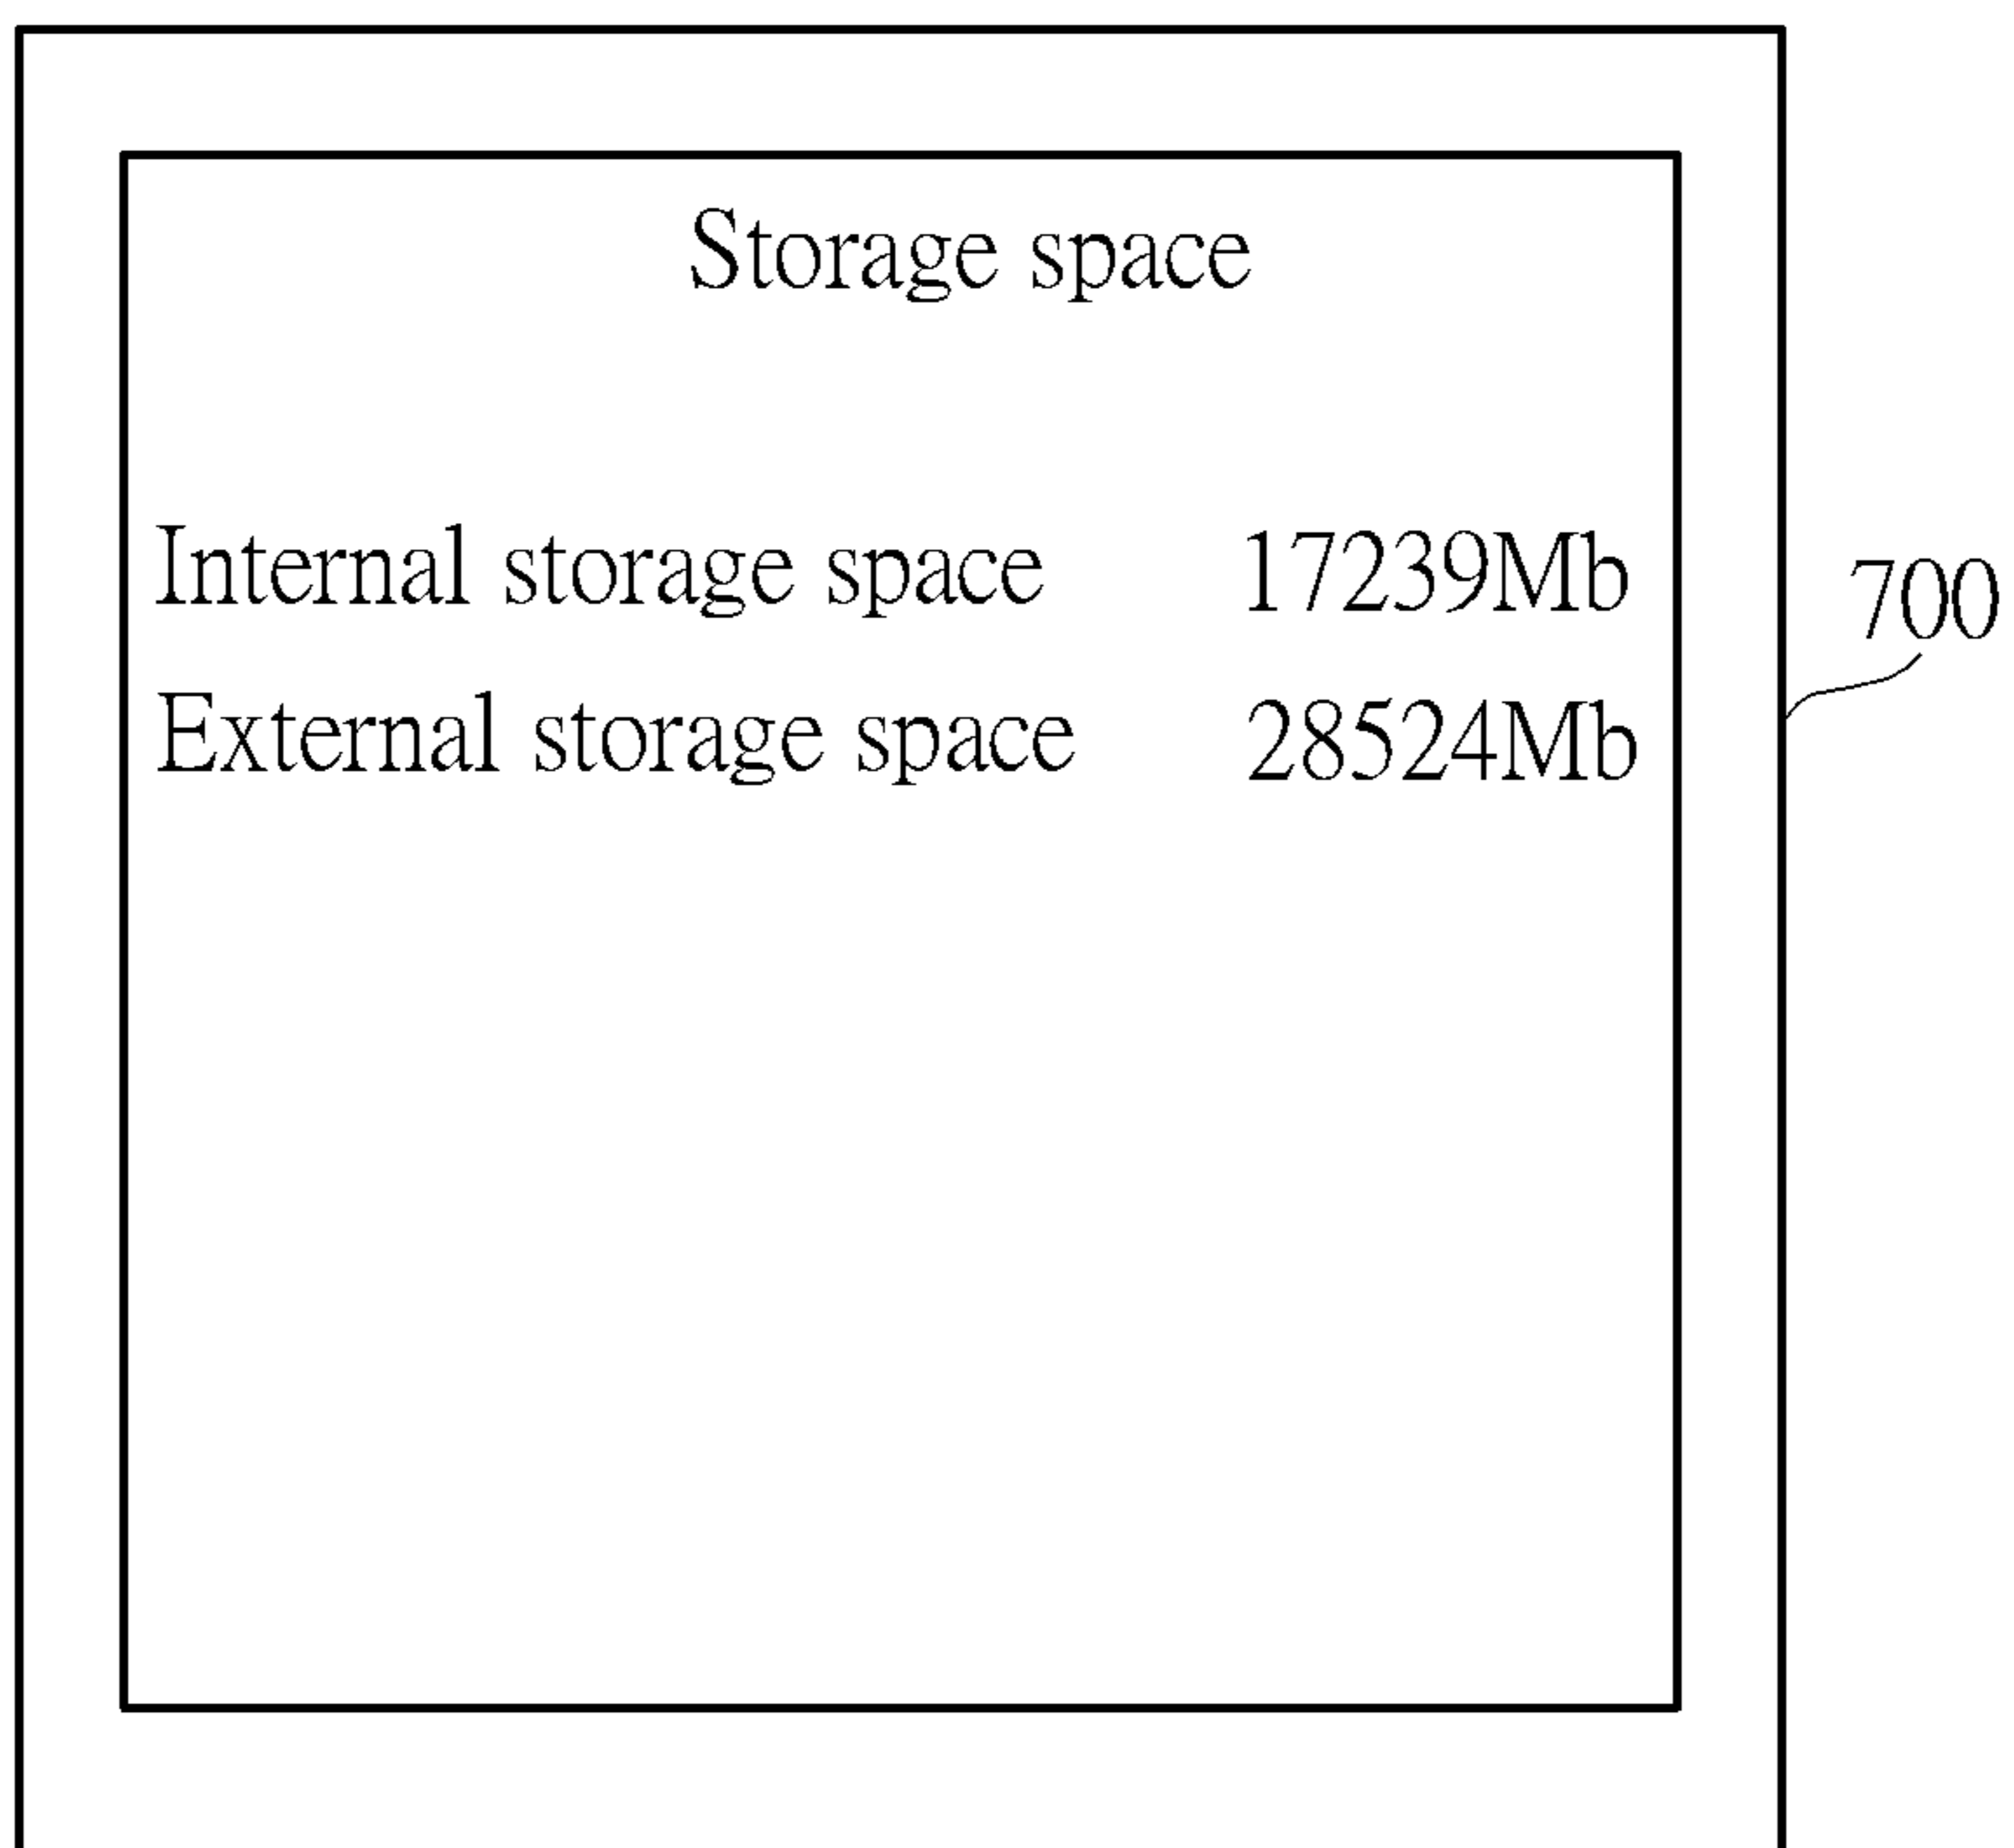 Storage space
Internal storage space 17239Mb
700
External storage space 28524Mb